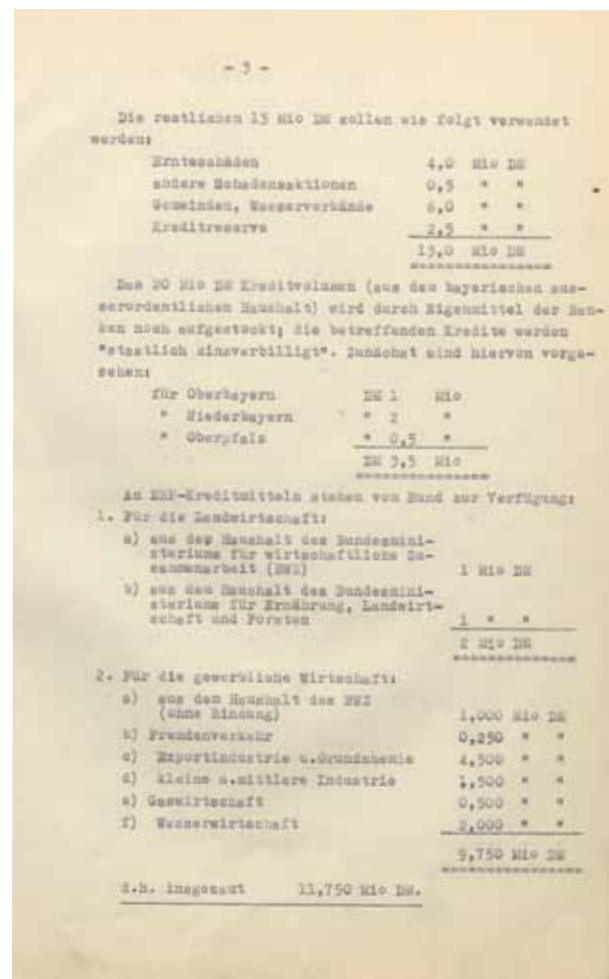 - 3 -
Die restlichen 13 Mio DM sollen wie folgt verwendet
werden:
Ernteschäden 4,0 Mio DM
andere Schadensaktionen 0,5 " "
Gemeinden, Wasserverbände 6,0 " "
Kreditreserve 2,5 " "
13,0 Mio DM
Das 20 Mio DM Kreditvolumen (aus dem bayerischen aus-
serordentlichen Haushalt) wird durch Eigenmittel der Ban-
ken noch aufgestockt; die betreffenden Kredite werden
"staatlich zinsverbilligt". Zunächst sind hiervon vorge-
sehen:
für Oberbayern DM 1 Mio
" Niederbayern " 2 "
" Oberpfalz " 0,5 "
DM 3,5 Mio
An ERP-Kreditmitteln stehen vom Bund zur Verfügung:
1. Für die Landwirtschaft:
a) aus dem Haushalt des Bundesmini-
steriums für wirtschaftliche Zu-
sammenarbeit (BMZ) 1 Mio DM
b) aus dem Haushalt des Bundesmini-
steriums für Ernährung, Landwirt-
schaft und Forsten 1 " "
2 Mio DM
2. Für die gewerbliche Wirtschaft:
a) aus dem Haushalt des BMZ
(ohne Bindung) 1,000 Mio DM
b) Fremdenverkehr 0,250 " "
c) Exportindustrie u.Grundchemie 4,500 " "
d) kleine u.mittlere Industrie 1,500 " "
e) Gaswirtschaft 0,500 " "
f) Wasserwirtschaft 2,000 " "
9,750 Mio DM
d.h. insgesamt 11,750 Mio DM.